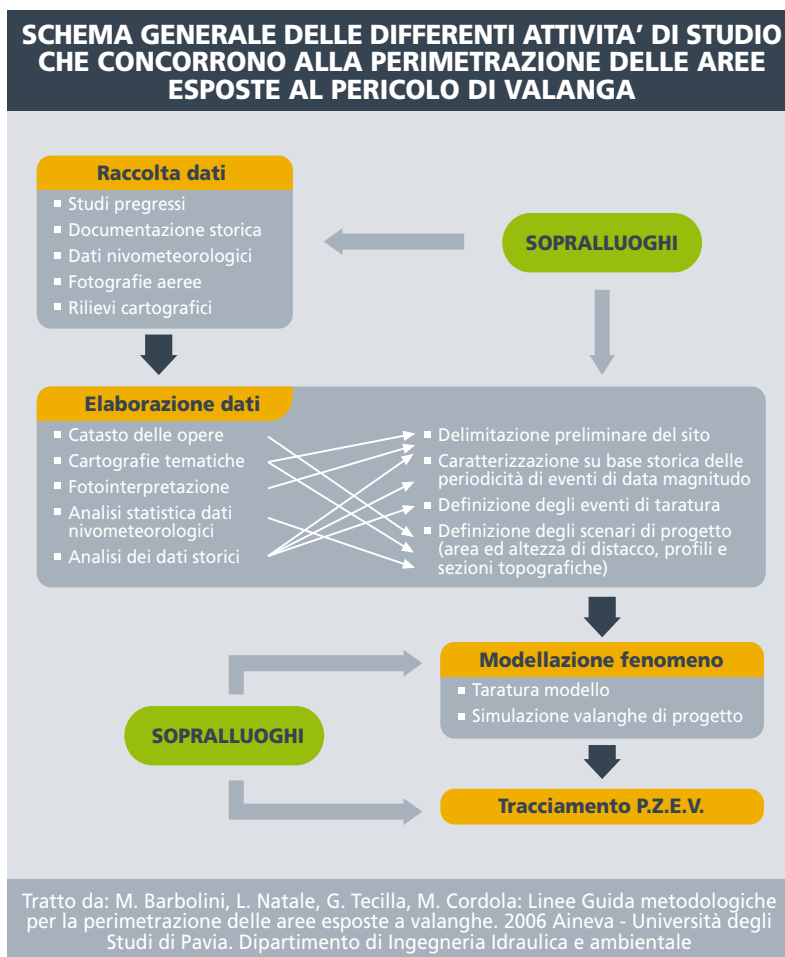 SCHEMA GENERALE DELLE DIFFERENTI ATTIVITA' DI STUDIO
CHE CONCORRONO ALLA PERIMETRAZIONE DELLE AREE
ESPOSTE AL PERICOLO DI VALANGA
Raccolta dati
Studi pregressi
Documentazione storica
Dati nivometeorologici
Fotografie aeree
Rilievi cartografici
SOPRALLUOGHI
Elaborazione dati
Catasto delle opere
Cartografie tematiche
Fotointerpretazione
Analisi statistica dati
nivometeorologici
Analisi dei dati storici
Delimitazione preliminare del sito
Caratterizzazione su base storica delle
periodicità di eventi di data magnitudo
Definizione degli eventi di taratura
Definizione degli scenari di progetto
(area ed altezza di distacco, profili e
sezioni topografiche)
Modellazione fenomeno
Taratura modello
Simulazione valanghe di progetto
SOPRALLUOGHI
Tracciamento P.Z.E.V.
Tratto da: M. Barbolini, L. Natale, G. Tecilla, M. Cordola: Linee Guida metodologiche
per la perimetrazione delle aree esposte a valanghe. 2006 Aineva - Università degli
Studi di Pavia. Dipartimento di Ingegneria Idraulica e ambientale